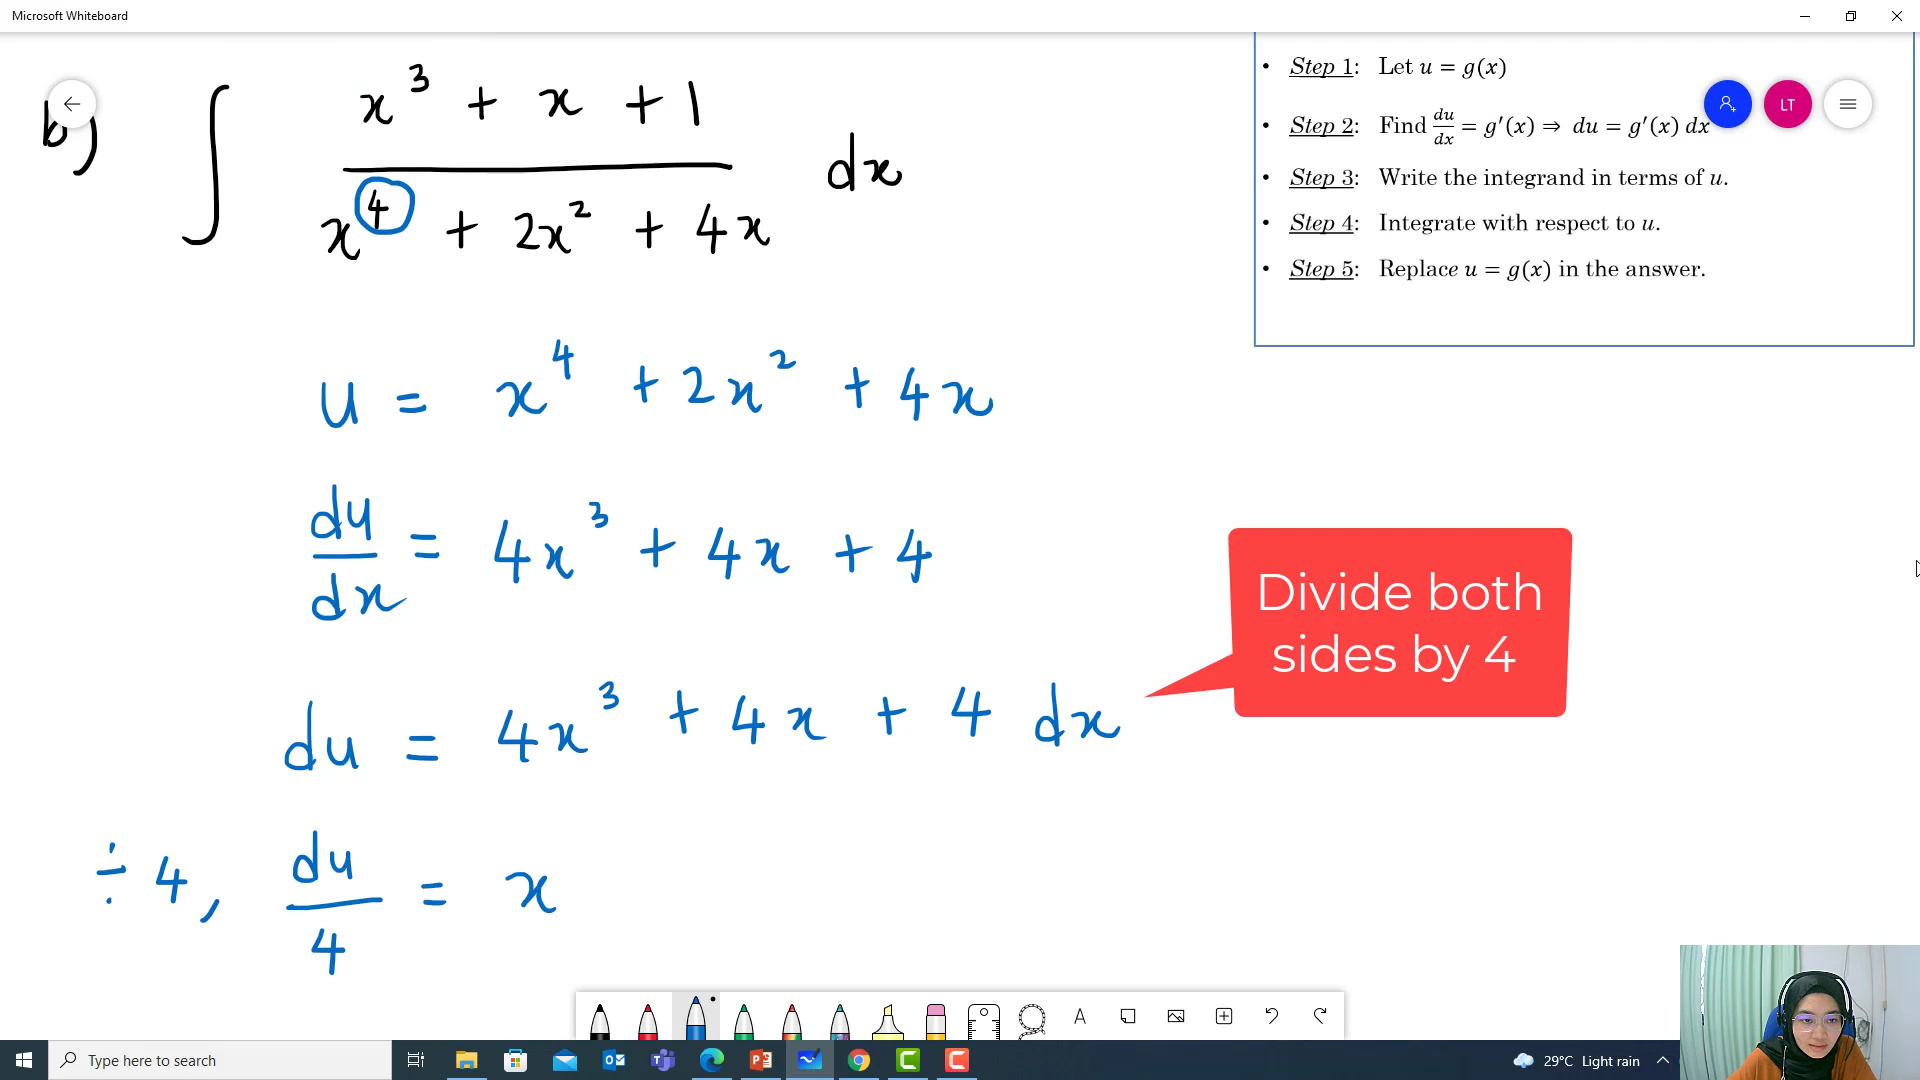 Microsoft Whiteboard
b) ∫ x³ + x + 1 / x⁴ + 2x² + 4x dx
• Step 1: Let u = g(x)
• Step 2: Find du/dx = g′(x) ⇒ du = g′(x) dx
• Step 3: Write the integrand in terms of u.
• Step 4: Integrate with respect to u.
• Step 5: Replace u = g(x) in the answer.
LT
u = x⁴ + 2x² + 4x
du/dx = 4x³ + 4x + 4
Divide both
sides by 4
du = 4x³ + 4x + 4 dx
÷ 4, du/4 = x
A
Type here to search
29°C Light rain